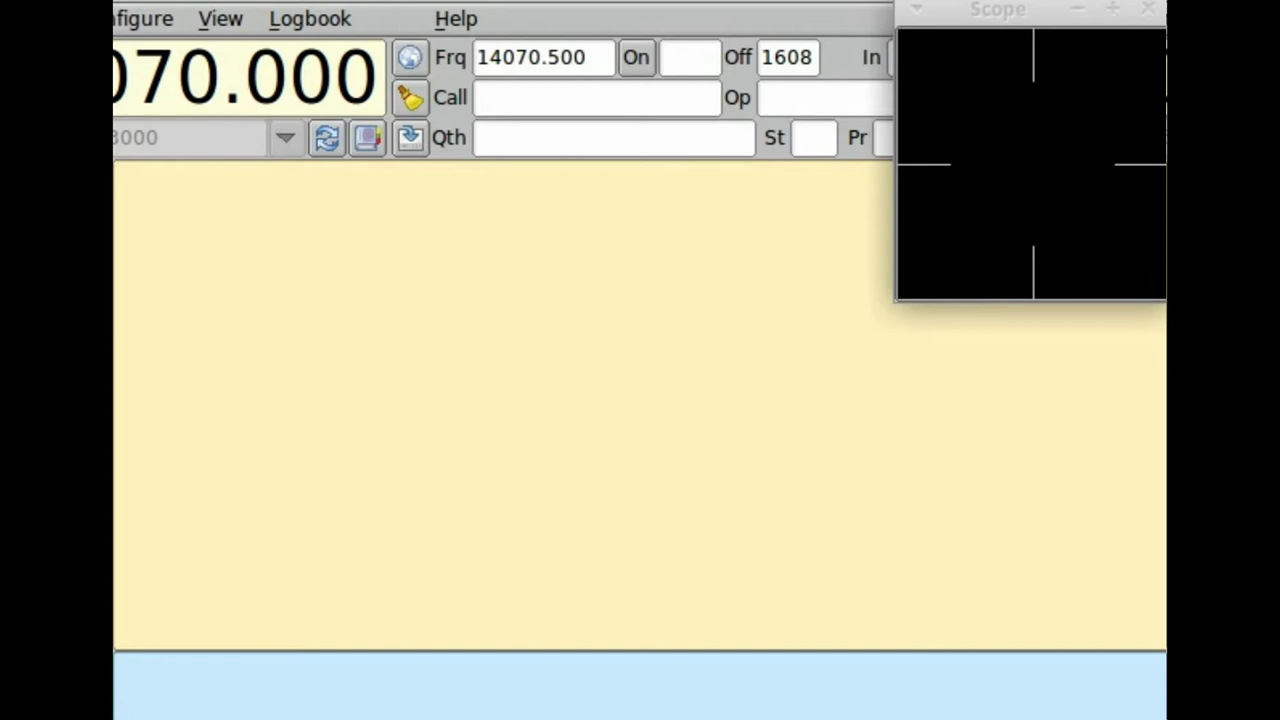 nfigure View Logbook Help Scope
070.000 Frq 14070.500 On Off 1608 In
Call Op
3000 Qth St Pr